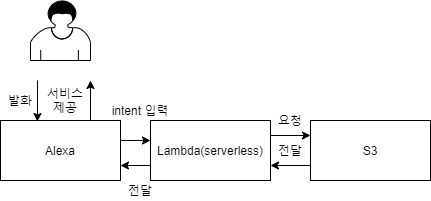 발화
서비스
제공
intent 입력
요청
Alexa
Lambda(serverless)
전달
S3
전달